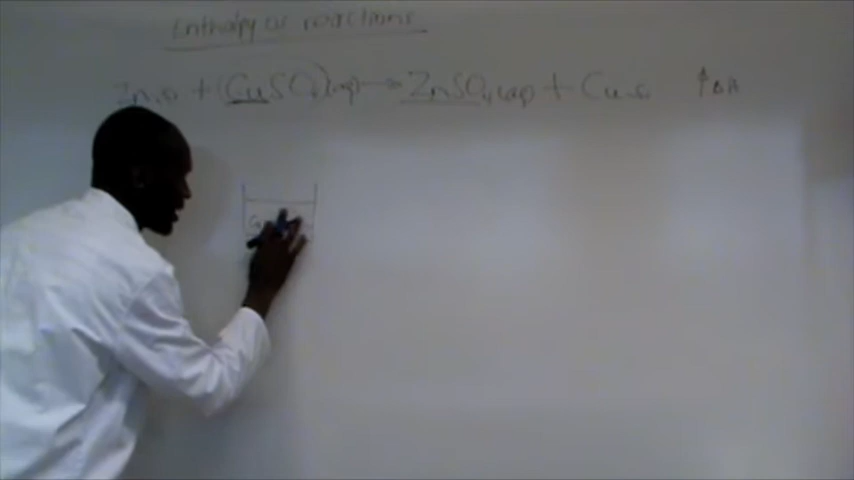 Enthalpy of reactions
Zn(s) + (CuSO₄)(aq) → ZnSO₄(aq) + Cu(s) ↑ΔH